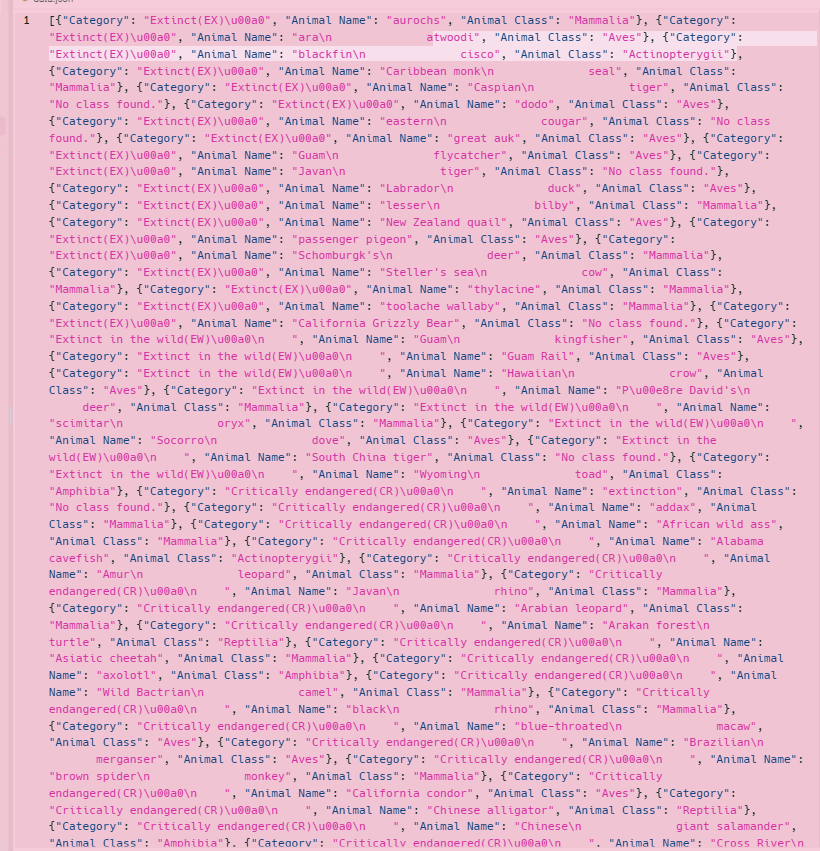 data.json
1 [{"Category": "Extinct(EX)\u00a0", "Animal Name": "aurochs", "Animal Class": "Mammalia"}, {"Category":
"Extinct(EX)\u00a0", "Animal Name": "ara\n atwoodi", "Animal Class": "Aves"}, {"Category":
"Extinct(EX)\u00a0", "Animal Name": "blackfin\n cisco", "Animal Class": "Actinopterygii"},
{"Category": "Extinct(EX)\u00a0", "Animal Name": "Caribbean monk\n seal", "Animal Class":
"Mammalia"}, {"Category": "Extinct(EX)\u00a0", "Animal Name": "Caspian\n tiger", "Animal Class":
"No class found."}, {"Category": "Extinct(EX)\u00a0", "Animal Name": "dodo", "Animal Class": "Aves"},
{"Category": "Extinct(EX)\u00a0", "Animal Name": "eastern\n cougar", "Animal Class": "No class
found."}, {"Category": "Extinct(EX)\u00a0", "Animal Name": "great auk", "Animal Class": "Aves"}, {"Category":
"Extinct(EX)\u00a0", "Animal Name": "Guam\n flycatcher", "Animal Class": "Aves"}, {"Category":
"Extinct(EX)\u00a0", "Animal Name": "Javan\n tiger", "Animal Class": "No class found."},
{"Category": "Extinct(EX)\u00a0", "Animal Name": "Labrador\n duck", "Animal Class": "Aves"},
{"Category": "Extinct(EX)\u00a0", "Animal Name": "lesser\n bilby", "Animal Class": "Mammalia"},
{"Category": "Extinct(EX)\u00a0", "Animal Name": "New Zealand quail", "Animal Class": "Aves"}, {"Category":
"Extinct(EX)\u00a0", "Animal Name": "passenger pigeon", "Animal Class": "Aves"}, {"Category":
"Extinct(EX)\u00a0", "Animal Name": "Schomburgk's\n deer", "Animal Class": "Mammalia"},
{"Category": "Extinct(EX)\u00a0", "Animal Name": "Steller's sea\n cow", "Animal Class":
"Mammalia"}, {"Category": "Extinct(EX)\u00a0", "Animal Name": "thylacine", "Animal Class": "Mammalia"},
{"Category": "Extinct(EX)\u00a0", "Animal Name": "toolache wallaby", "Animal Class": "Mammalia"}, {"Category":
"Extinct(EX)\u00a0", "Animal Name": "California Grizzly Bear", "Animal Class": "No class found."}, {"Category":
"Extinct in the wild(EW)\u00a0\n ", "Animal Name": "Guam\n kingfisher", "Animal Class": "Aves"},
{"Category": "Extinct in the wild(EW)\u00a0\n ", "Animal Name": "Guam Rail", "Animal Class": "Aves"},
{"Category": "Extinct in the wild(EW)\u00a0\n ", "Animal Name": "Hawaiian\n crow", "Animal
Class": "Aves"}, {"Category": "Extinct in the wild(EW)\u00a0\n ", "Animal Name": "P\u00e8re David's\n
deer", "Animal Class": "Mammalia"}, {"Category": "Extinct in the wild(EW)\u00a0\n ", "Animal Name":
"scimitar\n oryx", "Animal Class": "Mammalia"}, {"Category": "Extinct in the wild(EW)\u00a0\n ",
"Animal Name": "Socorro\n dove", "Animal Class": "Aves"}, {"Category": "Extinct in the
wild(EW)\u00a0\n ", "Animal Name": "South China tiger", "Animal Class": "No class found."}, {"Category":
"Extinct in the wild(EW)\u00a0\n ", "Animal Name": "Wyoming\n toad", "Animal Class":
"Amphibia"}, {"Category": "Critically endangered(CR)\u00a0\n ", "Animal Name": "extinction", "Animal Class":
"No class found."}, {"Category": "Critically endangered(CR)\u00a0\n ", "Animal Name": "addax", "Animal
Class": "Mammalia"}, {"Category": "Critically endangered(CR)\u00a0\n ", "Animal Name": "African wild ass",
"Animal Class": "Mammalia"}, {"Category": "Critically endangered(CR)\u00a0\n ", "Animal Name": "Alabama
cavefish", "Animal Class": "Actinopterygii"}, {"Category": "Critically endangered(CR)\u00a0\n ", "Animal
Name": "Amur\n leopard", "Animal Class": "Mammalia"}, {"Category": "Critically
endangered(CR)\u00a0\n ", "Animal Name": "Javan\n rhino", "Animal Class": "Mammalia"},
{"Category": "Critically endangered(CR)\u00a0\n ", "Animal Name": "Arabian leopard", "Animal Class":
"Mammalia"}, {"Category": "Critically endangered(CR)\u00a0\n ", "Animal Name": "Arakan forest\n
turtle", "Animal Class": "Reptilia"}, {"Category": "Critically endangered(CR)\u00a0\n ", "Animal Name":
"Asiatic cheetah", "Animal Class": "Mammalia"}, {"Category": "Critically endangered(CR)\u00a0\n ", "Animal
Name": "axolotl", "Animal Class": "Amphibia"}, {"Category": "Critically endangered(CR)\u00a0\n ", "Animal
Name": "Wild Bactrian\n camel", "Animal Class": "Mammalia"}, {"Category": "Critically
endangered(CR)\u00a0\n ", "Animal Name": "black\n rhino", "Animal Class": "Mammalia"},
{"Category": "Critically endangered(CR)\u00a0\n ", "Animal Name": "blue-throated\n macaw",
"Animal Class": "Aves"}, {"Category": "Critically endangered(CR)\u00a0\n ", "Animal Name": "Brazilian\n
merganser", "Animal Class": "Aves"}, {"Category": "Critically endangered(CR)\u00a0\n ", "Animal Name":
"brown spider\n monkey", "Animal Class": "Mammalia"}, {"Category": "Critically
endangered(CR)\u00a0\n ", "Animal Name": "California condor", "Animal Class": "Aves"}, {"Category":
"Critically endangered(CR)\u00a0\n ", "Animal Name": "Chinese alligator", "Animal Class": "Reptilia"},
{"Category": "Critically endangered(CR)\u00a0\n ", "Animal Name": "Chinese\n giant salamander",
"Animal Class": "Amphibia"}, {"Category": "Critically endangered(CR)\u00a0\n ", "Animal Name": "Cross River\n